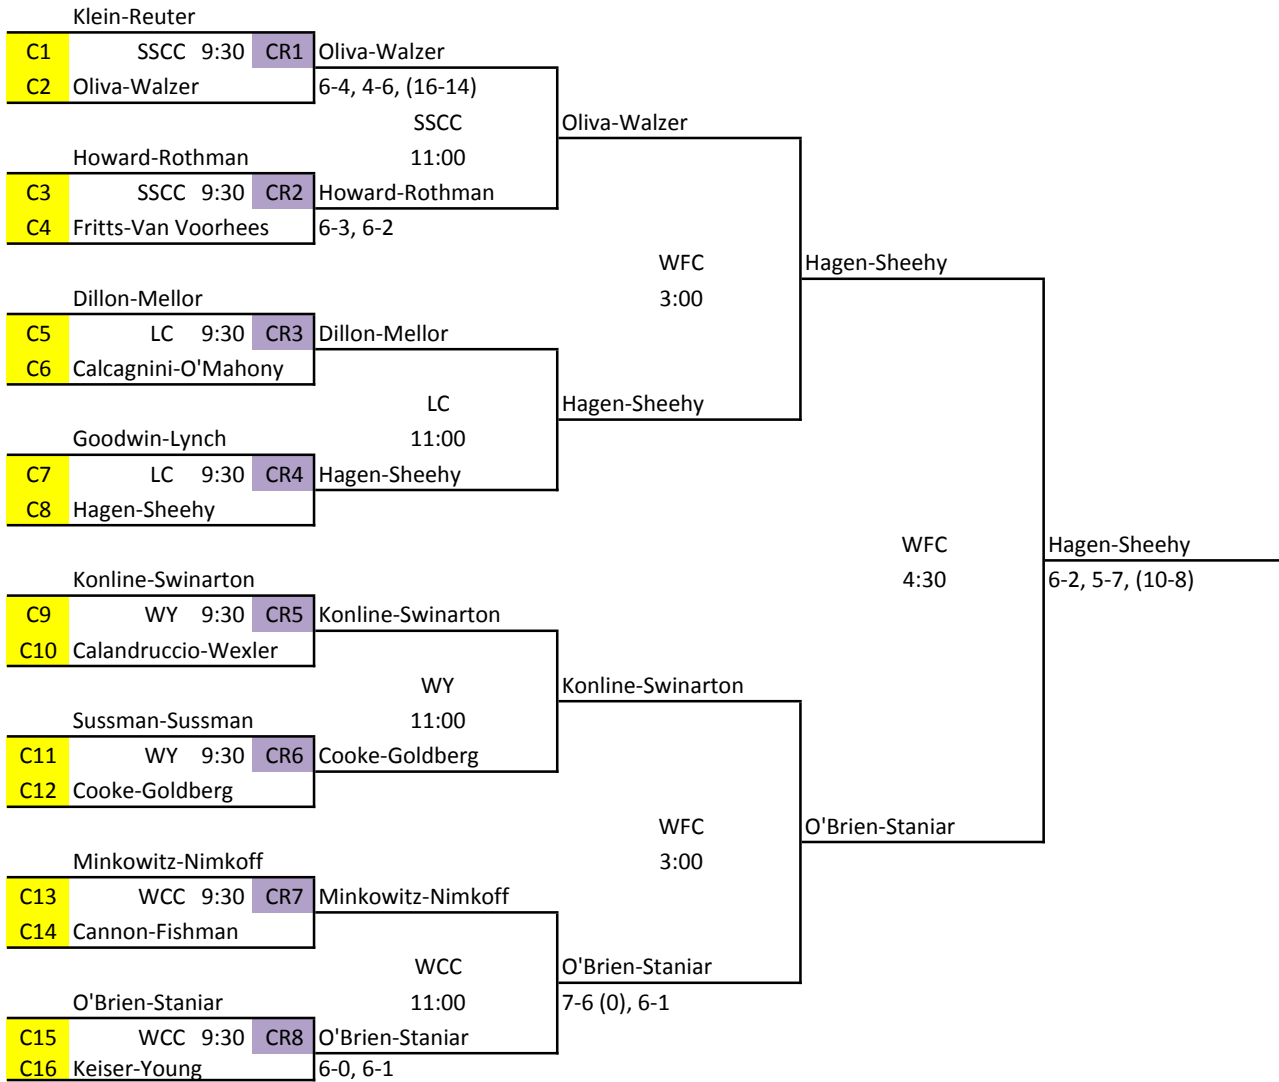 Klein-Reuter
C1 SSCC 9:30 CR1 Oliva-Walzer
C2 Oliva-Walzer 6-4, 4-6, (16-14)
SSCC Oliva-Walzer
Howard-Rothman 11:00
C3 SSCC 9:30 CR2 Howard-Rothman
C4 Fritts-Van Voorhees 6-3, 6-2
WFC Hagen-Sheehy
Dillon-Mellor 3:00
C5 LC 9:30 CR3 Dillon-Mellor
C6 Calcagnini-O'Mahony
LC Hagen-Sheehy
Goodwin-Lynch 11:00
C7 LC 9:30 CR4 Hagen-Sheehy
C8 Hagen-Sheehy
WFC Hagen-Sheehy
Konline-Swinarton 4:30 6-2, 5-7, (10-8)
C9 WY 9:30 CR5 Konline-Swinarton
C10 Calandruccio-Wexler
WY Konline-Swinarton
Sussman-Sussman 11:00
C11 WY 9:30 CR6 Cooke-Goldberg
C12 Cooke-Goldberg
WFC O'Brien-Staniar
Minkowitz-Nimkoff 3:00
C13 WCC 9:30 CR7 Minkowitz-Nimkoff
C14 Cannon-Fishman
WCC O'Brien-Staniar
O'Brien-Staniar 11:00 7-6 (0), 6-1
C15 WCC 9:30 CR8 O'Brien-Staniar
C16 Keiser-Young 6-0, 6-1